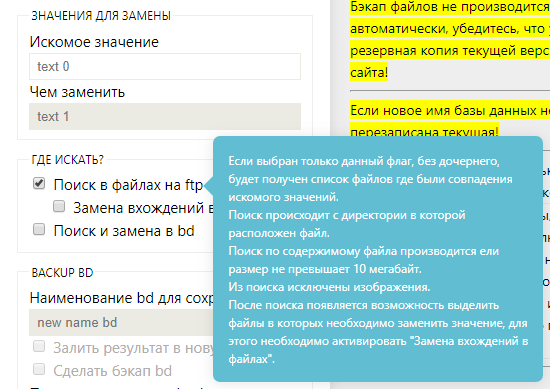 ЗНАЧЕНИЯ ДЛЯ ЗАМЕНЫ
Искомое значение
text 0
Чем заменить
text 1
ГДЕ ИСКАТЬ?
Поиск в файлах на ftp
Замена вхождений в
Поиск и замена в bd
BACKUP BD
Наименование bd для сохр
new name bd
Залить результат в нову
Сделать бэкап bd
Бэкап файлов не производится
автоматически, убедитесь, что у
резервная копия текущей верс
сайта!
Если новое имя базы данных не
перезаписана текущая!
Если выбран только данный флаг, без дочернего,
будет получен список файлов где были совпадения
искомого значений.
Поиск происходит с директории в которой
расположен файл.
Поиск по содержимому файла производится ели
размер не превышает 10 мегабайт.
Из поиска исключены изображения.
После поиска появляется возможность выделить
файлы в которых необходимо заменить значение, для
этого необходимо активировать "Замена вхождений в
файлах".